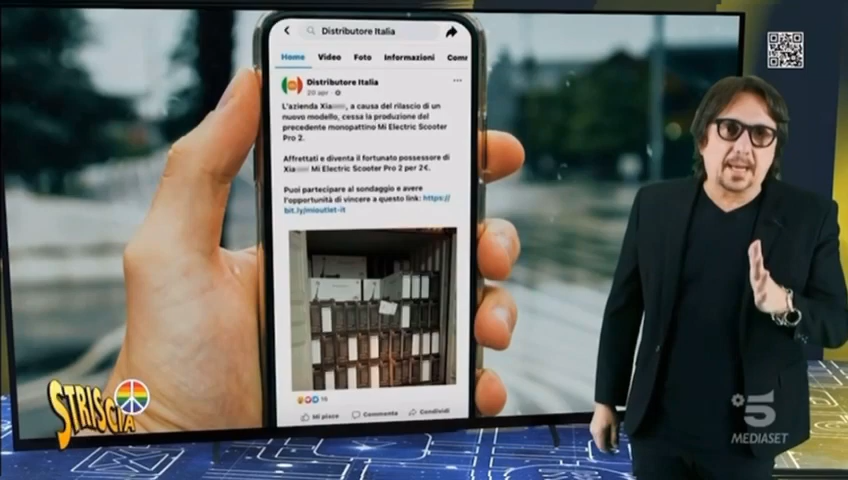 Distributore Italia
Home Video Foto Informazioni Comm
Distributore Italia
20 apr
L'azienda Xia, a causa del rilascio di un
nuovo modello, cessa la produzione del
precedente monopattino Mi Electric Scooter
Pro 2.
Affrettati e diventa il fortunato possessore di
Xia Mi Electric Scooter Pro 2 per 2€.
Puoi partecipare al sondaggio e avere
l'opportunità di vincere a questo link: https://
bit.ly/mioutlet-it
16
Mi piace Commenta Condividi
STRISCIA
5
MEDIASET